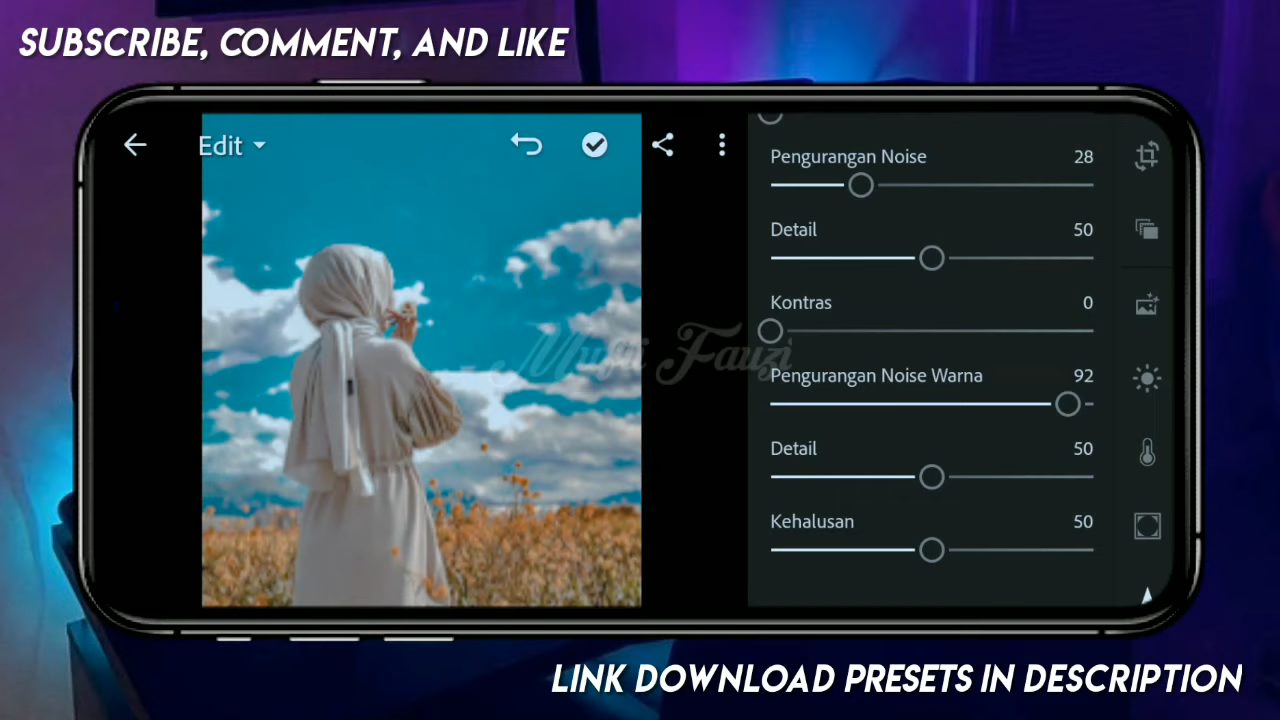 SUBSCRIBE, COMMENT, AND LIKE
Edit
Pengurangan Noise 28
Detail 50
Kontras 0
Pengurangan Noise Warna 92
Detail 50
Kehalusan 50
Fauzi
LINK DOWNLOAD PRESETS IN DESCRIPTION